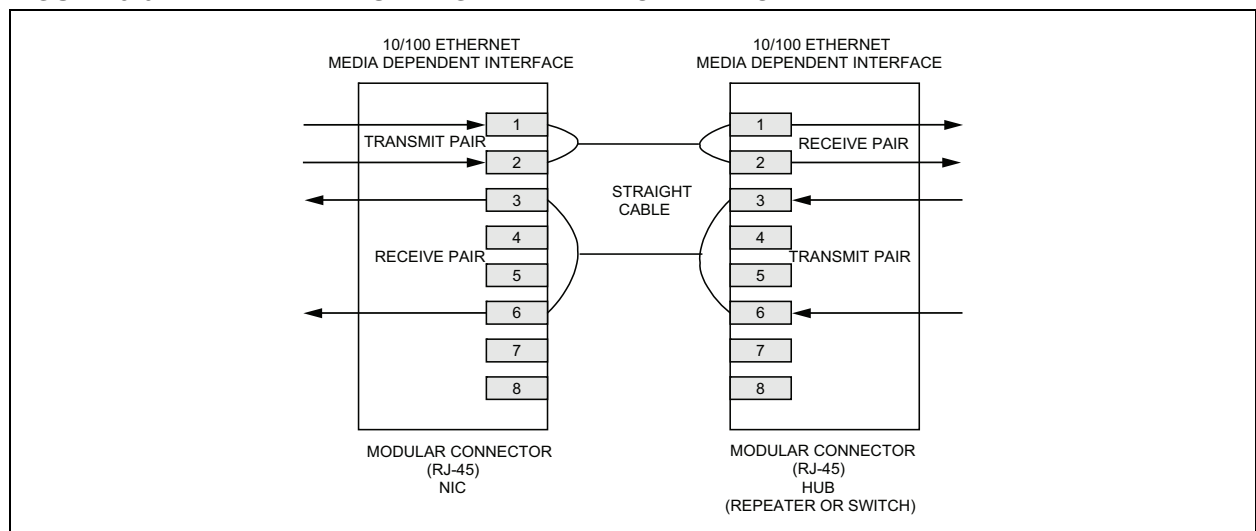 10/100 ETHERNET
MEDIA DEPENDENT INTERFACE
10/100 ETHERNET
MEDIA DEPENDENT INTERFACE
1
TRANSMIT PAIR
2
3
4
RECEIVE PAIR
5
6
7
8
STRAIGHT
CABLE
1
RECEIVE PAIR
2
3
4
TRANSMIT PAIR
5
6
7
8
MODULAR CONNECTOR
(RJ-45)
NIC
MODULAR CONNECTOR
(RJ-45)
HUB
(REPEATER OR SWITCH)